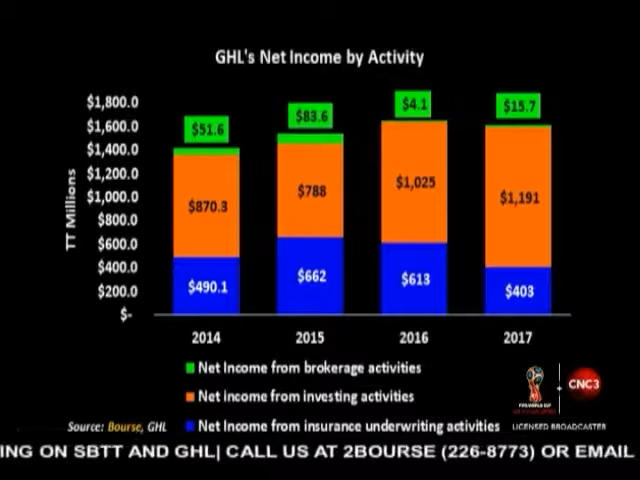 GHL's Net Income by Activity
TT Millions
$1,800.0
$1,600.0
$1,400.0
$1,200.0
$1,000.0
$800.0
$600.0
$400.0
$200.0
$-
$51.6
$83.6
$4.1
$15.7
$870.3
$788
$1,025
$1,191
$490.1
$662
$613
$403
2014
2015
2016
2017
Net Income from brokerage activities
Net income from investing activities
Net Income from insurance underwriting activities
Source: Bourse, GHL
CNC3
FIFA WORLD CUP
LICENSED BROADCASTER
ING ON SBTT AND GHL| CALL US AT 2BOURSE (226-8773) OR EMAIL